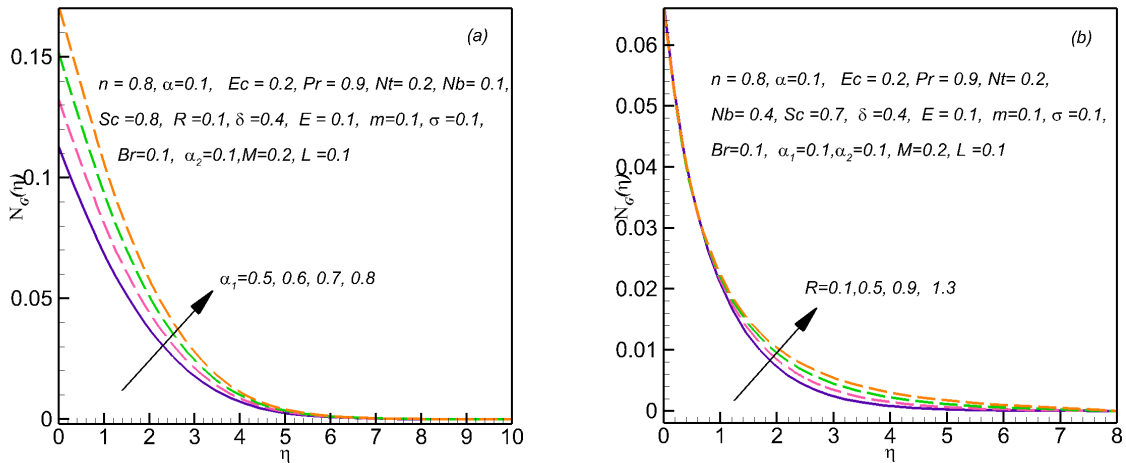 (a)
n = 0.8, α=0.1, Ec = 0.2, Pr = 0.9, Nt= 0.2, Nb= 0.1,
Sc =0.8, R =0.1, δ =0.4, E = 0.1, m=0.1, σ =0.1,
Br=0.1, α₂=0.1,M=0.2, L =0.1
α₁=0.5, 0.6, 0.7, 0.8
N_G(η)
0.15
0.1
0.05
0
0 1 2 3 4 5 6 7 8 9 10
η
(b)
n = 0.8, α=0.1, Ec = 0.2, Pr = 0.9, Nt= 0.2,
Nb= 0.4, Sc =0.7, δ =0.4, E = 0.1, m=0.1, σ =0.1,
Br=0.1, α₁=0.1,α₂=0.1, M=0.2, L =0.1
R=0.1,0.5, 0.9, 1.3
N_G(η)
0.06
0.05
0.04
0.03
0.02
0.01
0
0 1 2 3 4 5 6 7 8
η